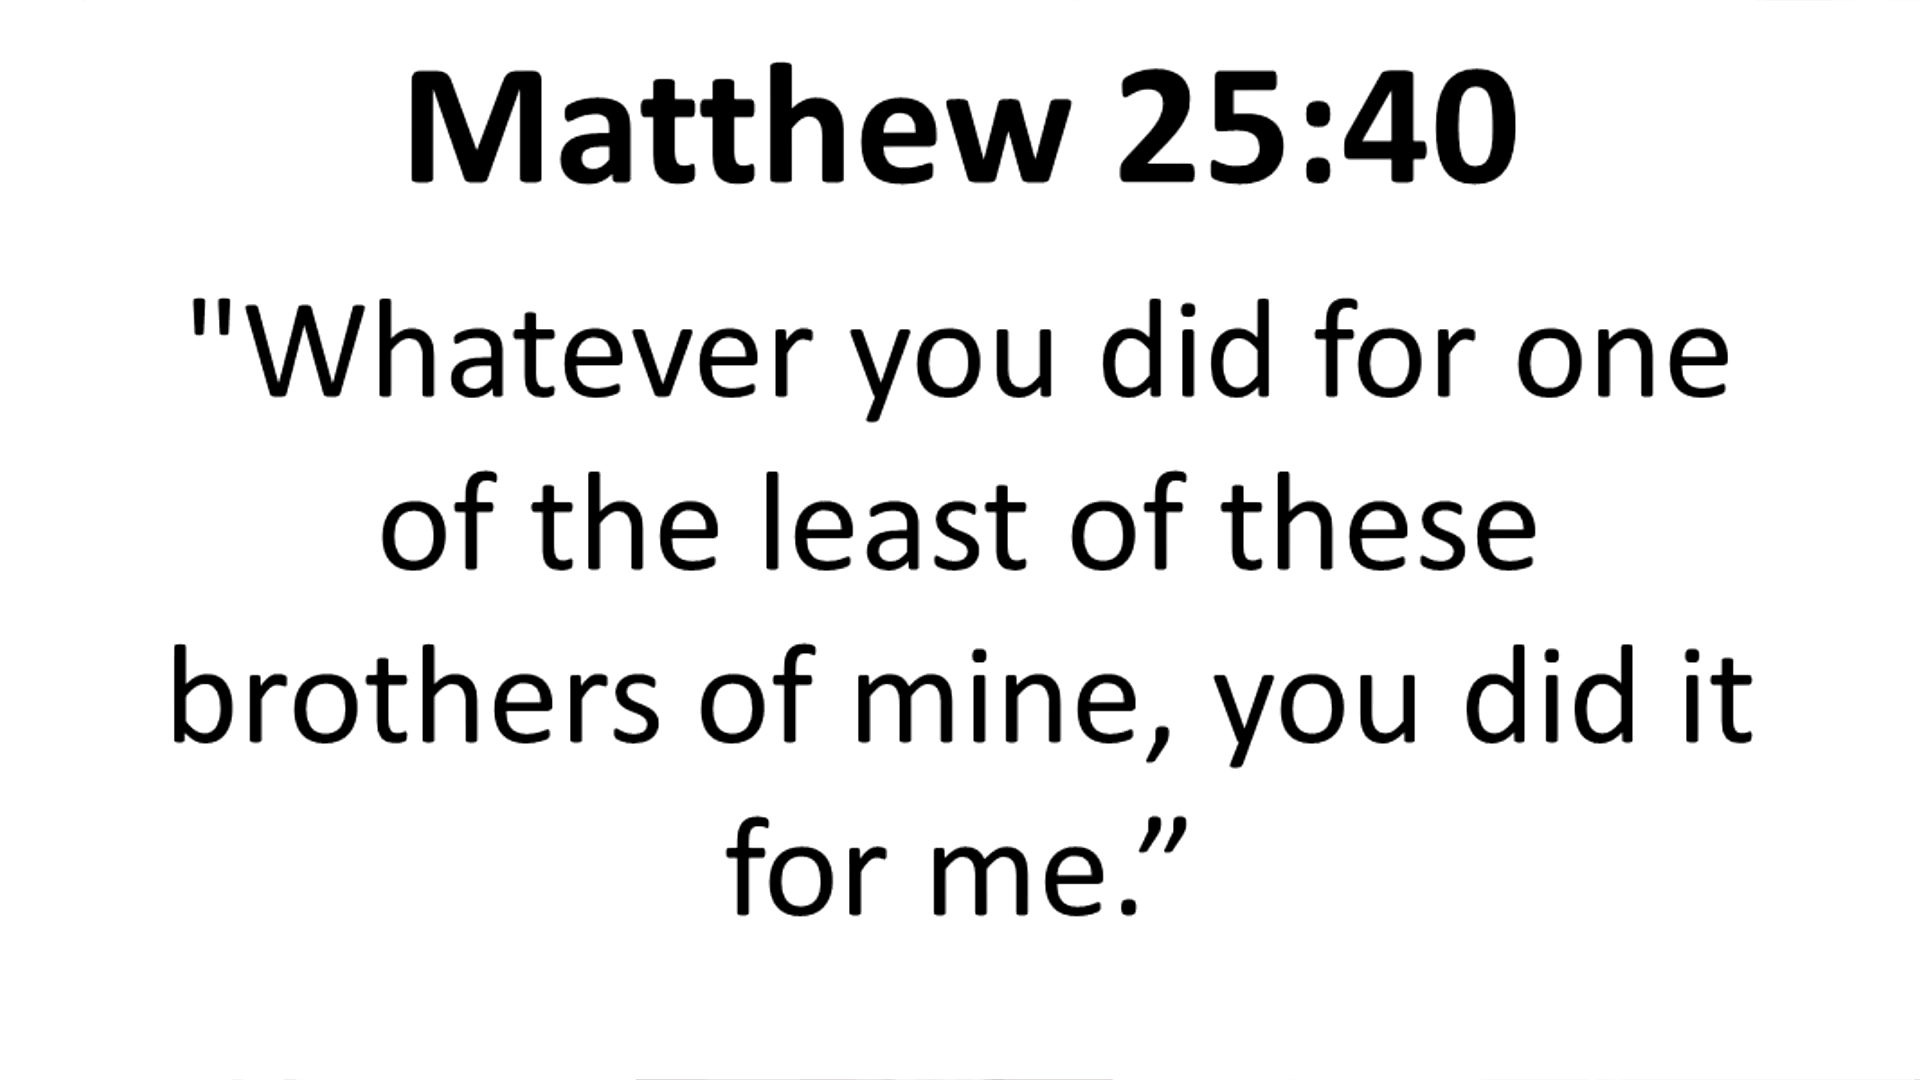 Matthew 25:40
"Whatever you did for one
of the least of these
brothers of mine, you did it
for me.”